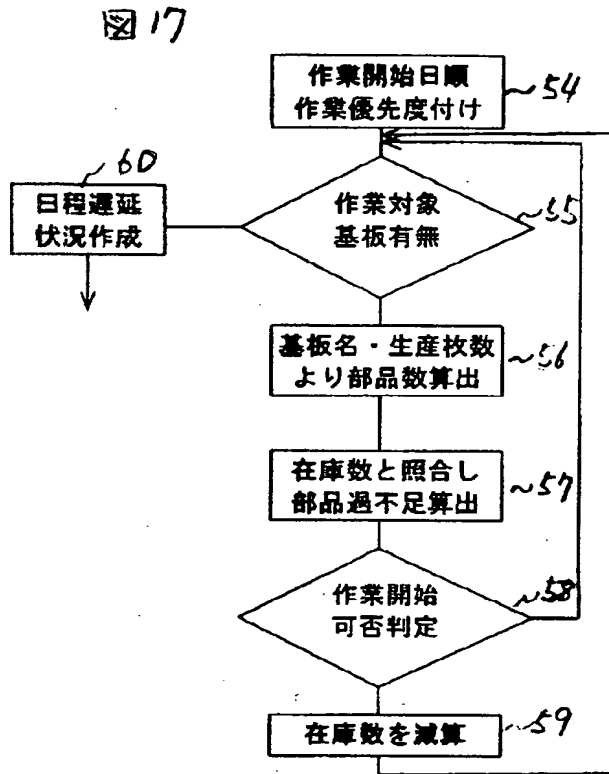 図17
作業開始日順
作業優先度付け
~54
~60
日程遅延
状況作成
作業対象
基板有無
~55
基板名・生産枚数
より部品数算出
~56
在庫数と照合し
部品過不足算出
~57
作業開始
可否判定
~58
在庫数を減算
~59